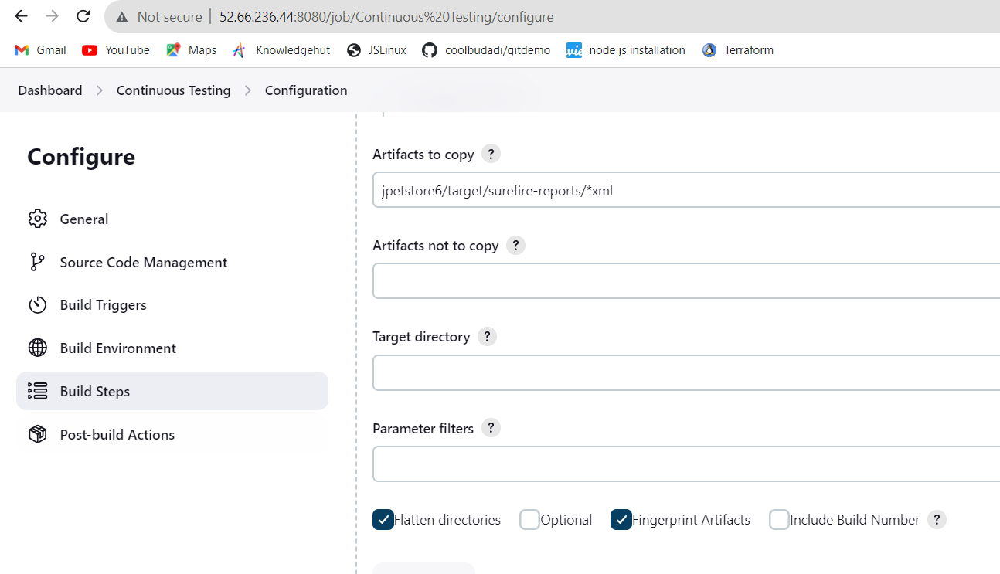 Not secure | 52.66.236.44:8080/job/Continuous%20Testing/configure
Gmail YouTube Maps Knowledgehut JSLinux coolbudadi/gitdemo vie node js installation Terraform
Dashboard > Continuous Testing > Configuration
Configure
General
Source Code Management
Build Triggers
Build Environment
Build Steps
Post-build Actions
Artifacts to copy ?
jpetstore6/target/surefire-reports/*xml
Artifacts not to copy ?
Target directory ?
Parameter filters ?
Flatten directories Optional Fingerprint Artifacts Include Build Number ?